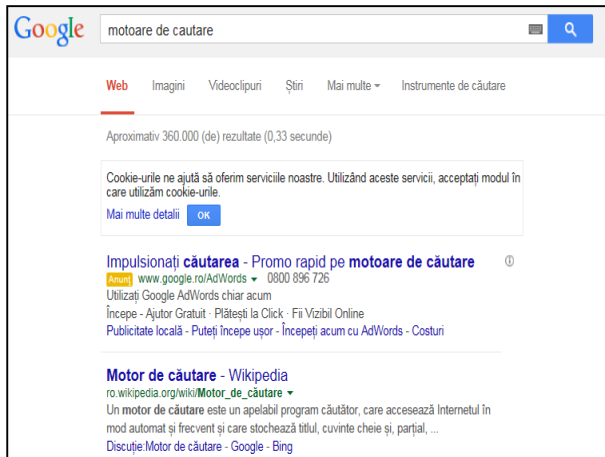 Google motoare de cautare
Web Imagini Videoclipuri Știri Mai multe Instrumente de căutare
Aproximativ 360.000 (de) rezultate (0,33 secunde)
Cookie-urile ne ajută să oferim serviciile noastre. Utilizând aceste servicii, acceptați modul în
care utilizăm cookie-urile.
Mai multe detalii OK
Impulsionați căutarea - Promo rapid pe motoare de căutare
Anunț www.google.ro/AdWords 0800 896 726
Utilizați Google AdWords chiar acum
Începe - Ajutor Gratuit · Plătești la Click · Fii Vizibil Online
Publicitate locală - Puteți începe ușor - Începeți acum cu AdWords - Costuri
Motor de căutare - Wikipedia
ro.wikipedia.org/wiki/Motor_de_căutare
Un motor de căutare este un apelabil program căutător, care accesează Internetul în
mod automat și frecvent și care stochează titlul, cuvinte cheie și, parțial, ...
Discuție:Motor de căutare - Google - Bing